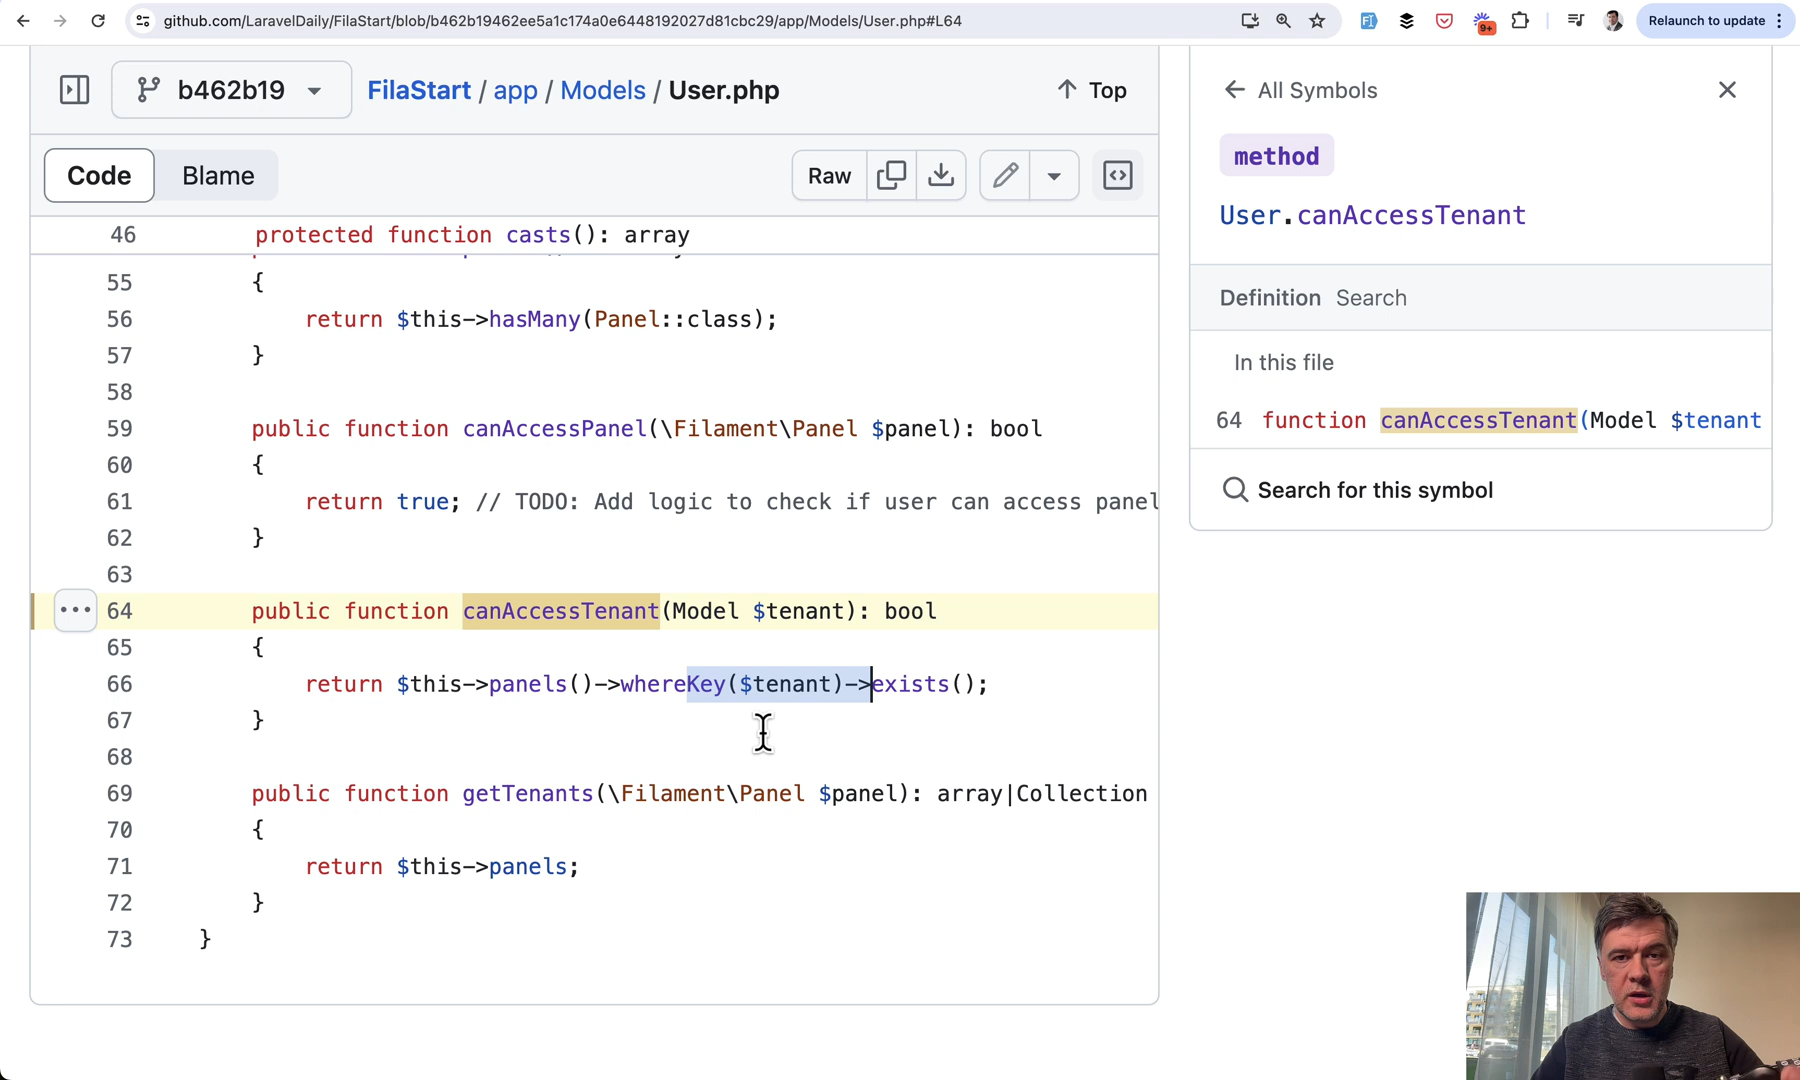 github.com/LaravelDaily/FilaStart/blob/b462b19462ee5a1c174a0e6448192027d81cbc29/app/Models/User.php#L64
9+
Relaunch to update
b462b19
FilaStart / app / Models / User.php
Top
Code
Blame
Raw
46 protected function casts(): array
55 {
56 return $this->hasMany(Panel::class);
57 }
58
59 public function canAccessPanel(\Filament\Panel $panel): bool
60 {
61 return true; // TODO: Add logic to check if user can access panel
62 }
63
64 public function canAccessTenant(Model $tenant): bool
65 {
66 return $this->panels()->whereKey($tenant)->exists();
67 }
68
69 public function getTenants(\Filament\Panel $panel): array|Collection
70 {
71 return $this->panels;
72 }
73 }
All Symbols
method
User.canAccessTenant
Definition Search
In this file
64 function canAccessTenant(Model $tenant
Search for this symbol